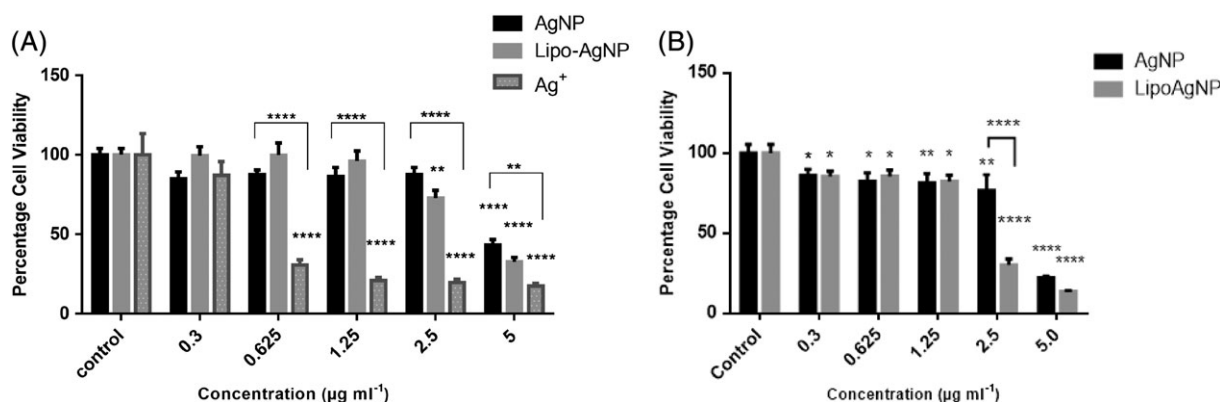 (A)
AgNP
Lipo-AgNP
Ag⁺
Percentage Cell Viability
150
100
50
0
**** **** ****
** **
**** **** **** **** **** ****
control 0.3 0.625 1.25 2.5 5
Concentration (µg ml⁻¹)
(B)
AgNP
LipoAgNP
Percentage Cell Viability
150
100
50
0
****
* * * * ** * **
**** **** ****
Control 0.3 0.625 1.25 2.5 5.0
Concentration (µg ml⁻¹)